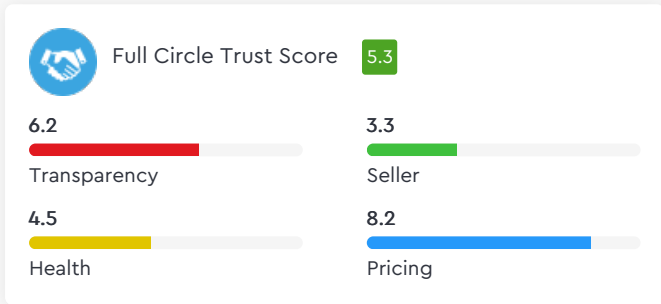 Full Circle Trust Score 5.3
6.2
Transparency
3.3
Seller
4.5
Health
8.2
Pricing